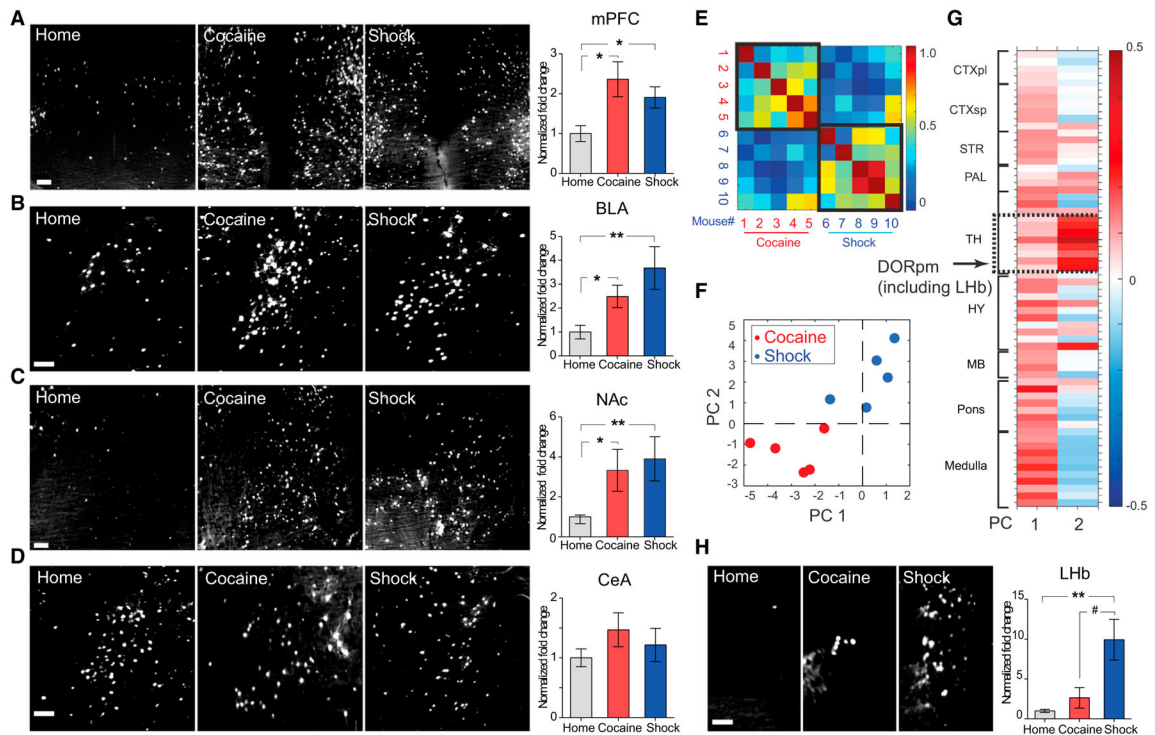 A
Home
Cocaine
Shock
mPFC
Normalized fold change
3
2
1
0
*
*
Home Cocaine Shock
B
Home
Cocaine
Shock
BLA
Normalized fold change
5
4
3
2
1
0
*
**
Home Cocaine Shock
C
Home
Cocaine
Shock
NAc
Normalized fold change
6
4
2
0
*
**
Home Cocaine Shock
D
Home
Cocaine
Shock
CeA
Normalized fold change
2
1
0
Home Cocaine Shock
E
1
2
3
4
5
6
7
8
9
10
1.0
0.5
0
Mouse# 1 2 3 4 5 6 7 8 9 10
Cocaine Shock
F
Cocaine
Shock
PC 2
5
4
3
2
1
0
-1
-2
-3
-5 -4 -3 -2 -1 0 1 2
PC 1
G
CTXpl
CTXsp
STR
PAL
TH
DORpm
(including LHb)
HY
MB
Pons
Medulla
PC 1 2
0.5
0
-0.5
H
Home
Cocaine
Shock
LHb
Normalized fold change
15
10
5
0
**
#
Home Cocaine Shock